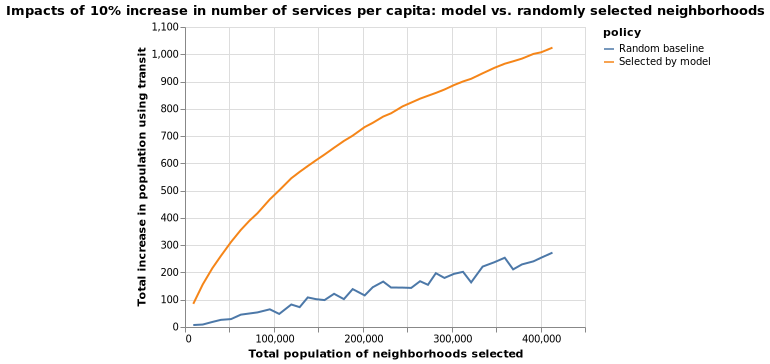 Impacts of 10% increase in number of services per capita: model vs. randomly selected neighborhoods
policy
Random baseline
Selected by model
Total increase in population using transit
1,100
1,000
900
800
700
600
500
400
300
200
100
0
0 100,000 200,000 300,000 400,000
Total population of neighborhoods selected